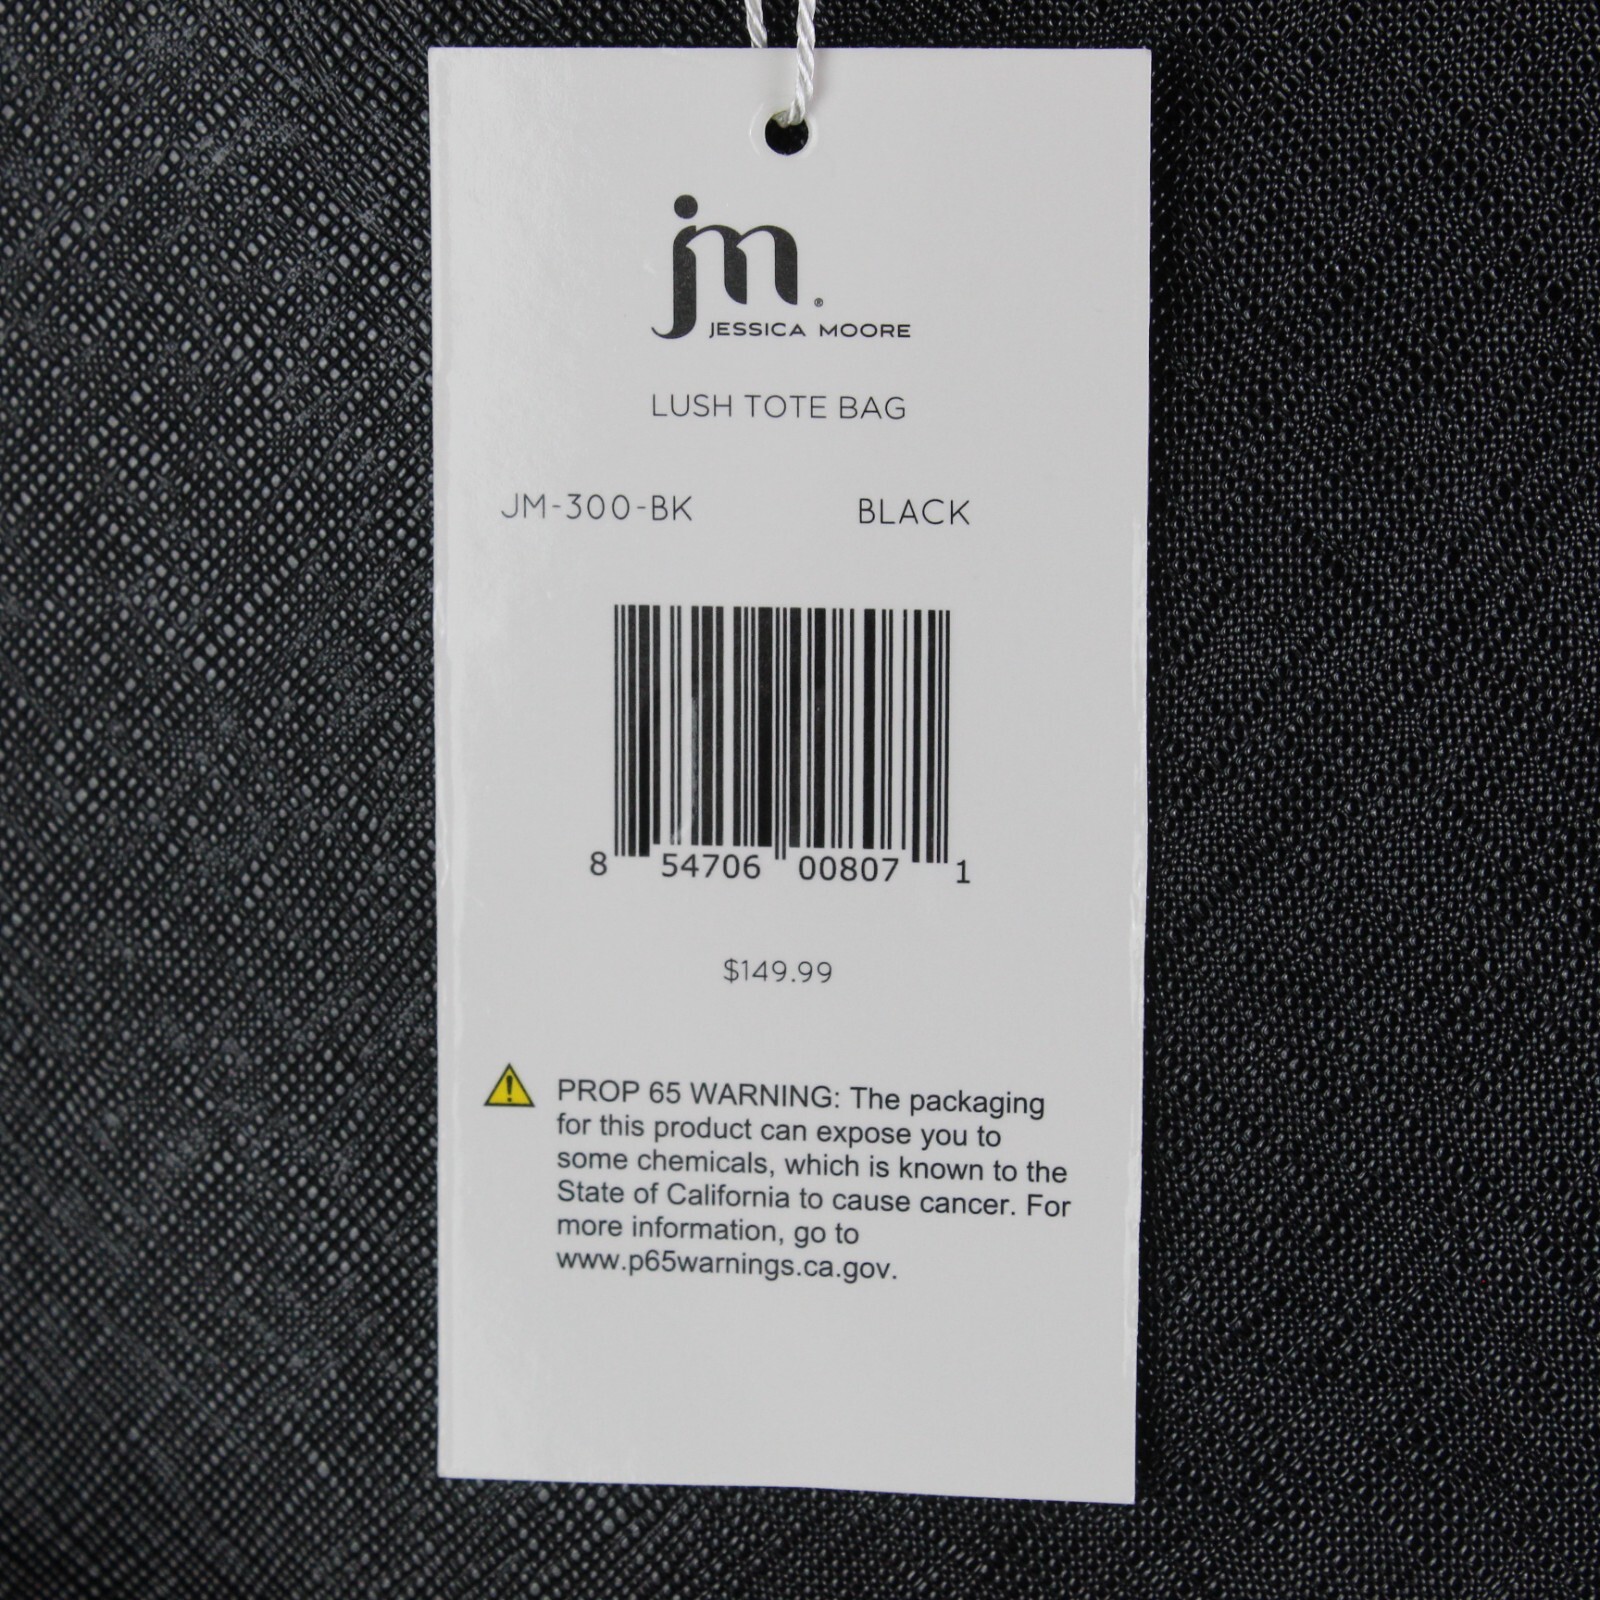 jm®
JESSICA MOORE
LUSH TOTE BAG
JM-300-BK BLACK
8 54706 00807 1
$149.99
PROP 65 WARNING: The packaging
for this product can expose you to
some chemicals, which is known to the
State of California to cause cancer. For
more information, go to
www.p65warnings.ca.gov.